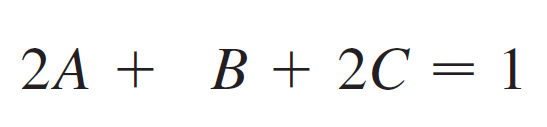 2A + B + 2C = 1